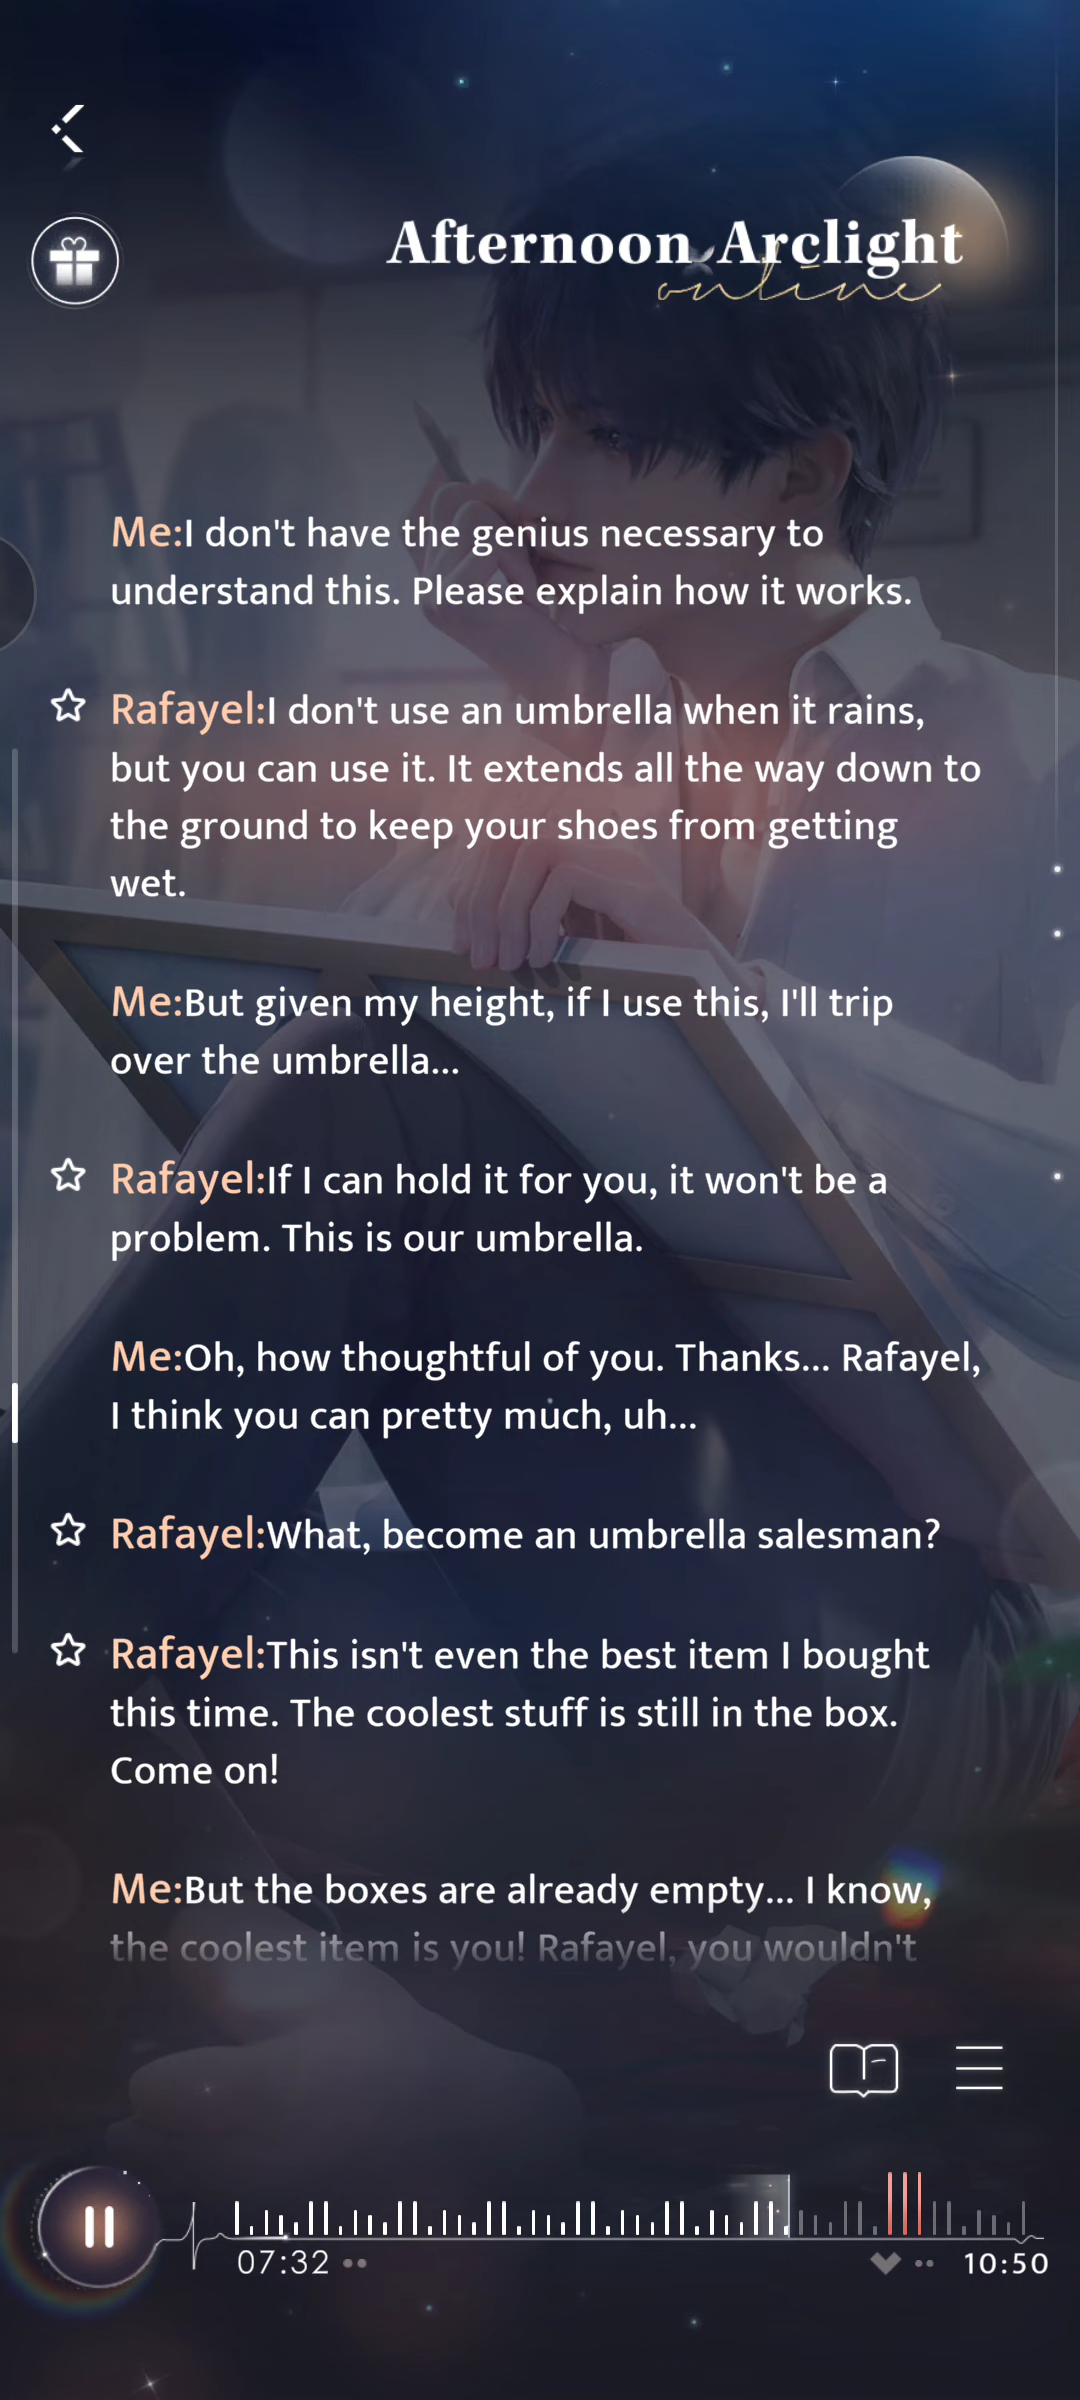 Afternoon Arclight
online
Me:I don't have the genius necessary to
understand this. Please explain how it works.
Rafayel:I don't use an umbrella when it rains,
but you can use it. It extends all the way down to
the ground to keep your shoes from getting
wet.
Me:But given my height, if I use this, I'll trip
over the umbrella...
Rafayel:If I can hold it for you, it won't be a
problem. This is our umbrella.
Me:Oh, how thoughtful of you. Thanks... Rafayel,
I think you can pretty much, uh...
Rafayel:What, become an umbrella salesman?
Rafayel:This isn't even the best item I bought
this time. The coolest stuff is still in the box.
Come on!
Me:But the boxes are already empty... I know,
the coolest item is you! Rafayel, you wouldn't
07:32
10:50